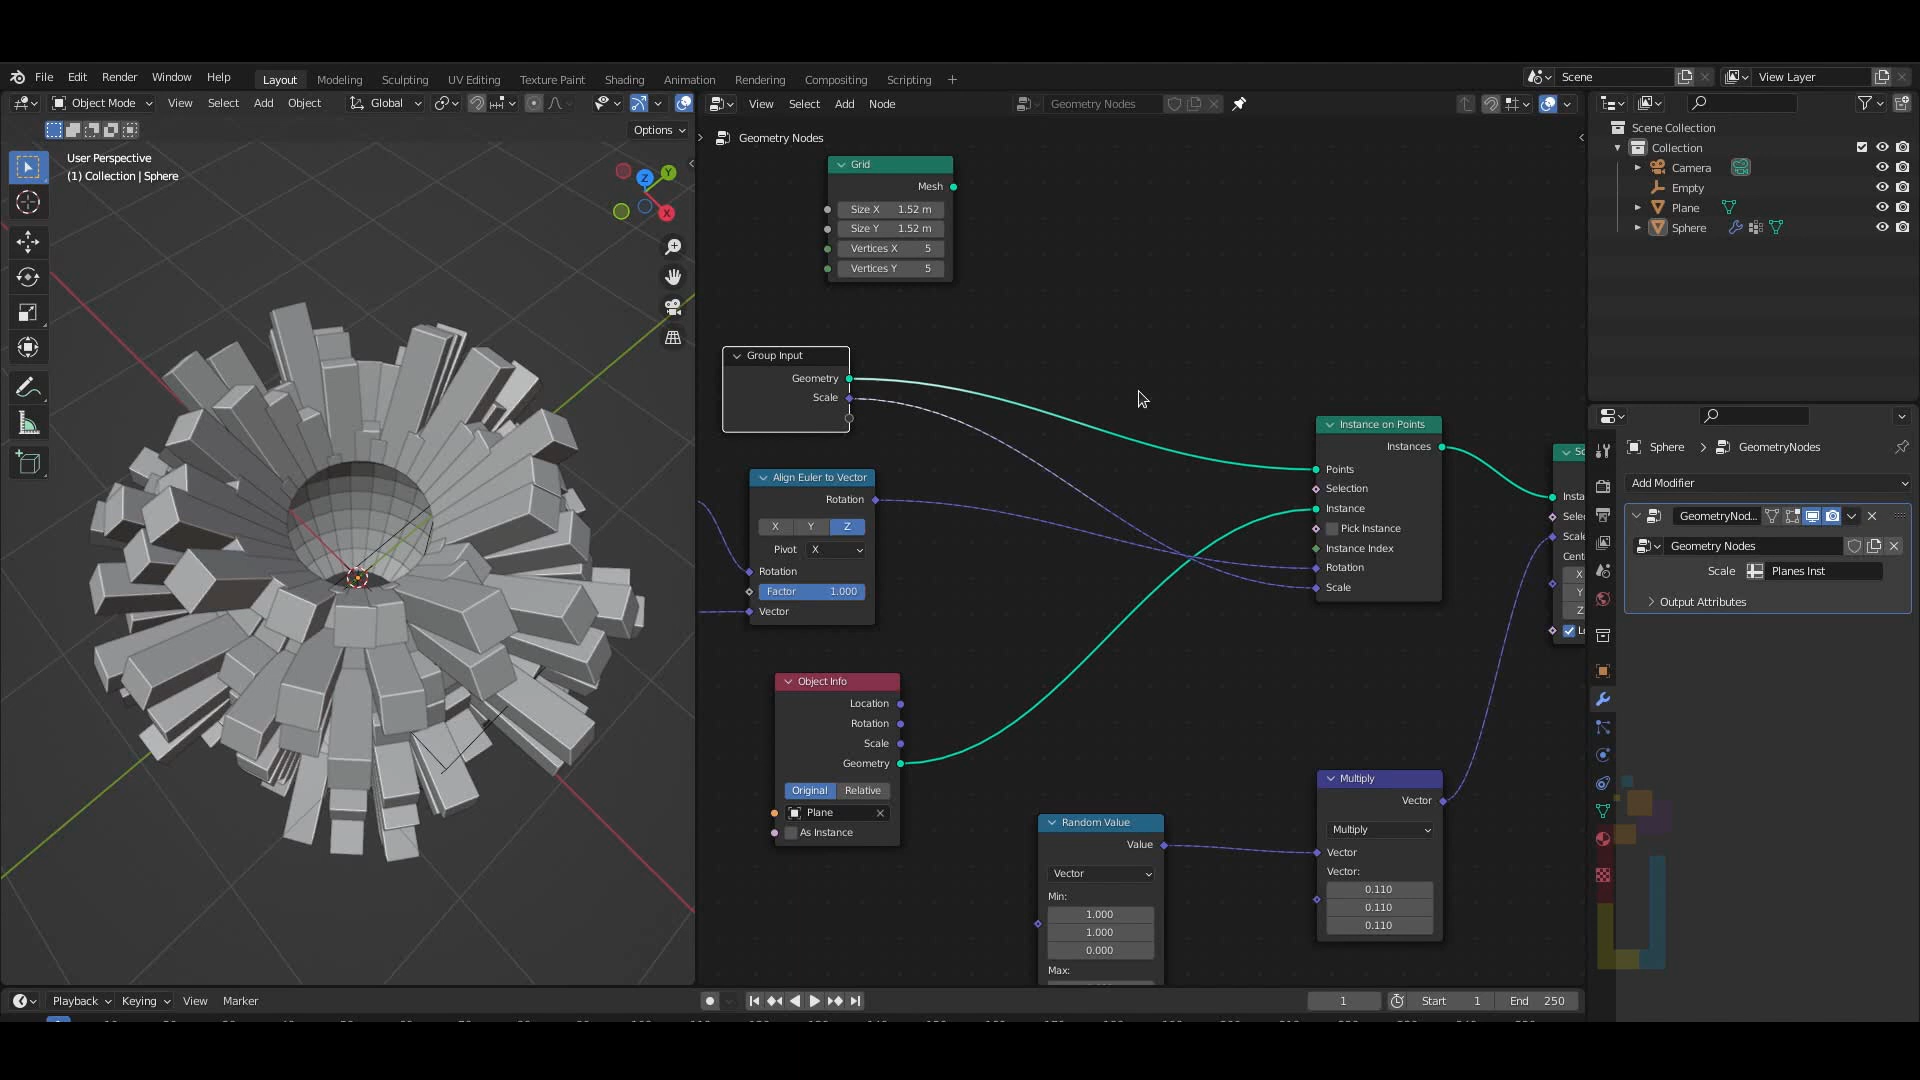 File Edit Render Window Help
Layout Modeling Sculpting UV Editing Texture Paint Shading Animation Rendering Compositing Scripting +
Scene
View Layer
Object Mode View Select Add Object Global
Options
User Perspective
(1) Collection | Sphere
Z Y X
View Select Add Node Geometry Nodes
Geometry Nodes
Grid
Mesh
Size X 1.52 m
Size Y 1.52 m
Vertices X 5
Vertices Y 5
Group Input
Geometry
Scale
Align Euler to Vector
Rotation
X Y Z
Pivot X
Rotation
Factor 1.000
Vector
Object Info
Location
Rotation
Scale
Geometry
Original Relative
Plane
As Instance
Random Value
Value
Vector
Min:
1.000
1.000
0.000
Max:
Instance on Points
Instances
Points
Selection
Instance
Pick Instance
Instance Index
Rotation
Scale
Multiply
Vector
Multiply
Vector
Vector:
0.110
0.110
0.110
Sc
Insta
Selec
Scale
Cent
X
Y
Z
Scene Collection
Collection
Camera
Empty
Plane
Sphere
Sphere > GeometryNodes
Add Modifier
GeometryNod...
Geometry Nodes
Scale Planes Inst
Output Attributes
Playback Keying View Marker
1 Start 1 End 250